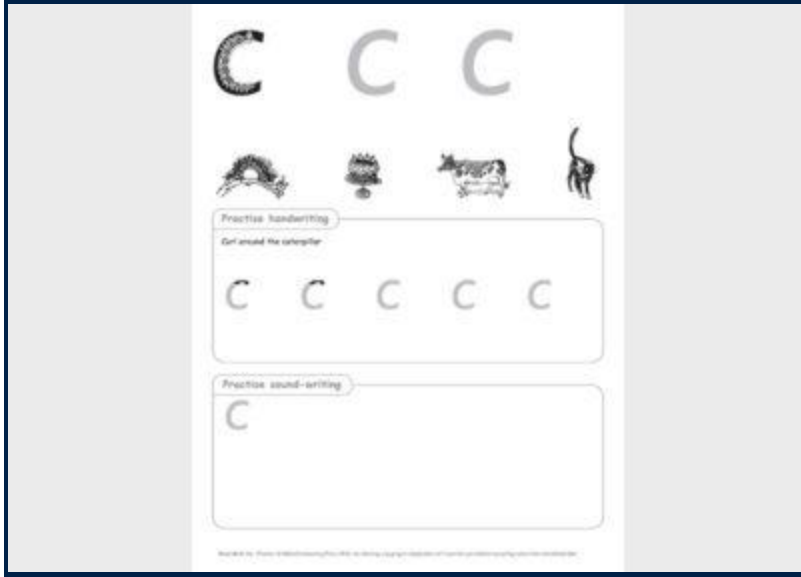 c c c
Practise handwriting
Curl around the caterpillar
c c c c c
Practise sound-writing
c